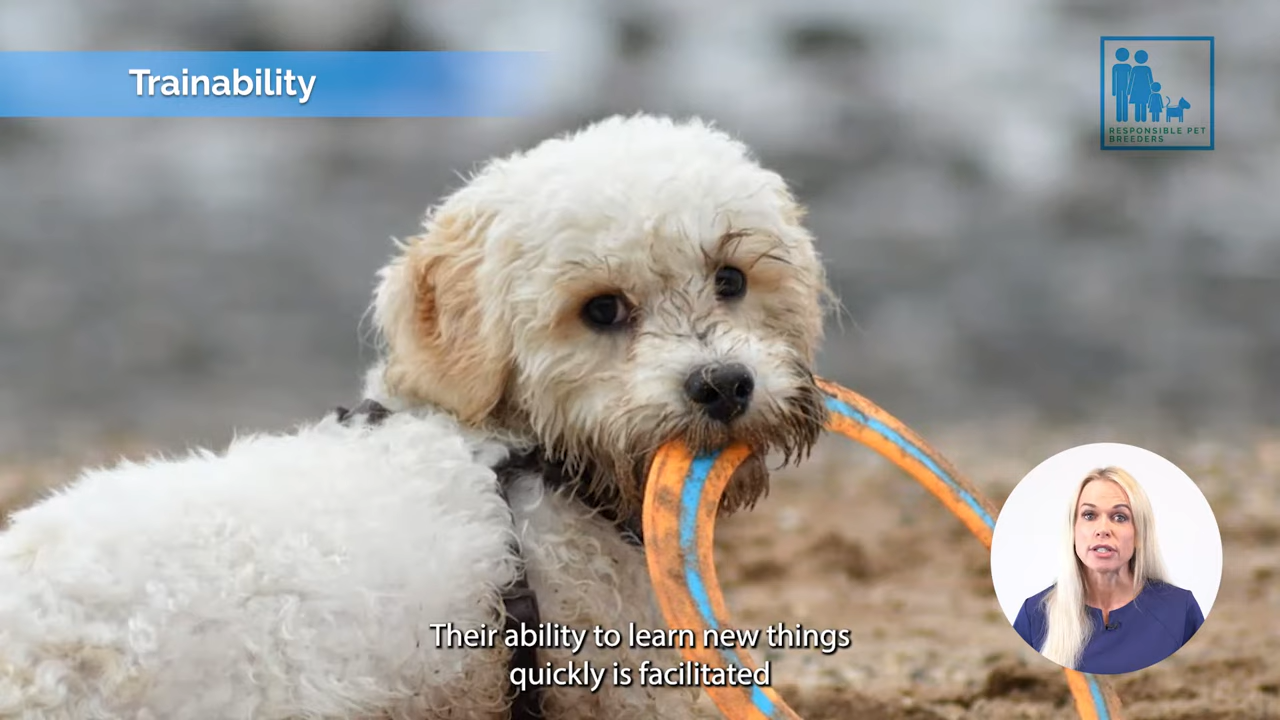 Trainability
RESPONSIBLE PET
BREEDERS
Their ability to learn new things
quickly is facilitated